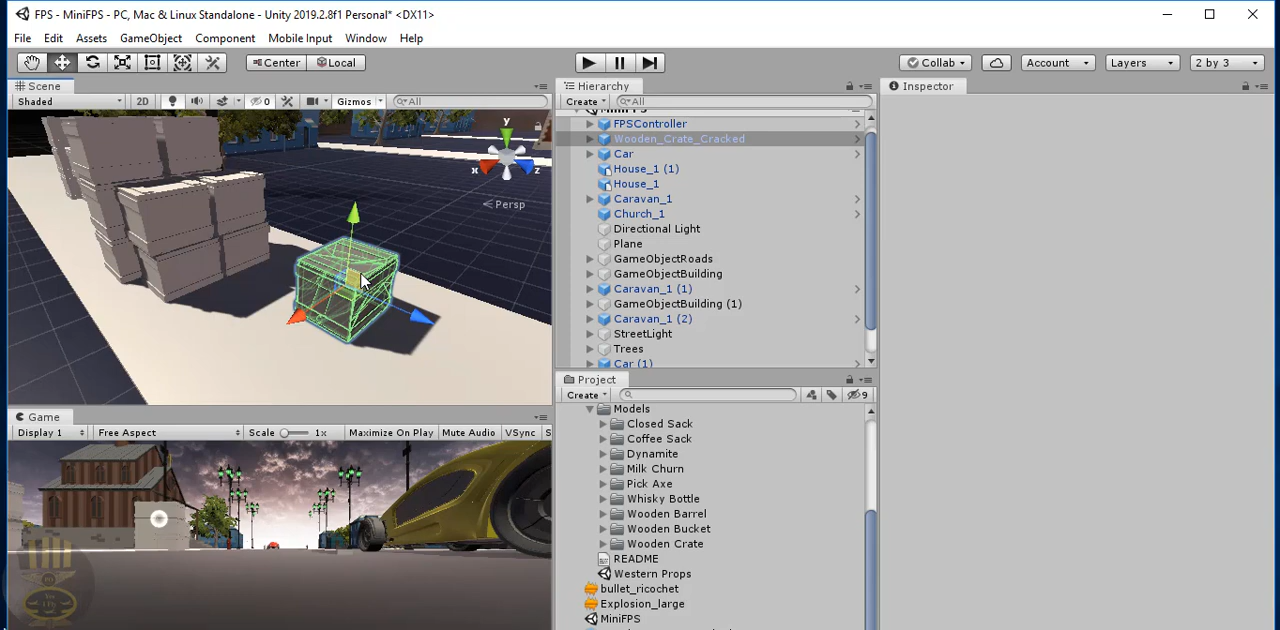 FPS - MiniFPS - PC, Mac & Linux Standalone - Unity 2019.2.8f1 Personal* <DX11>
File Edit Assets GameObject Component Mobile Input Window Help
Center Local Collab Account Layers 2 by 3
Scene
Shaded 2D 0 Gizmos All
y
x z
Persp
Hierarchy
Create All
MiniFPS
FPSController
Wooden_Crate_Cracked
Car
House_1 (1)
House_1
Caravan_1
Church_1
Directional Light
Plane
GameObjectRoads
GameObjectBuilding
Caravan_1 (1)
GameObjectBuilding (1)
Caravan_1 (2)
StreetLight
Trees
Car (1)
Inspector
Game
Display 1 Free Aspect Scale 1x Maximize On Play Mute Audio VSync S
Project
Create 9
Models
Closed Sack
Coffee Sack
Dynamite
Milk Churn
Pick Axe
Whisky Bottle
Wooden Barrel
Wooden Bucket
Wooden Crate
README
Western Props
bullet_ricochet
Explosion_large
MiniFPS